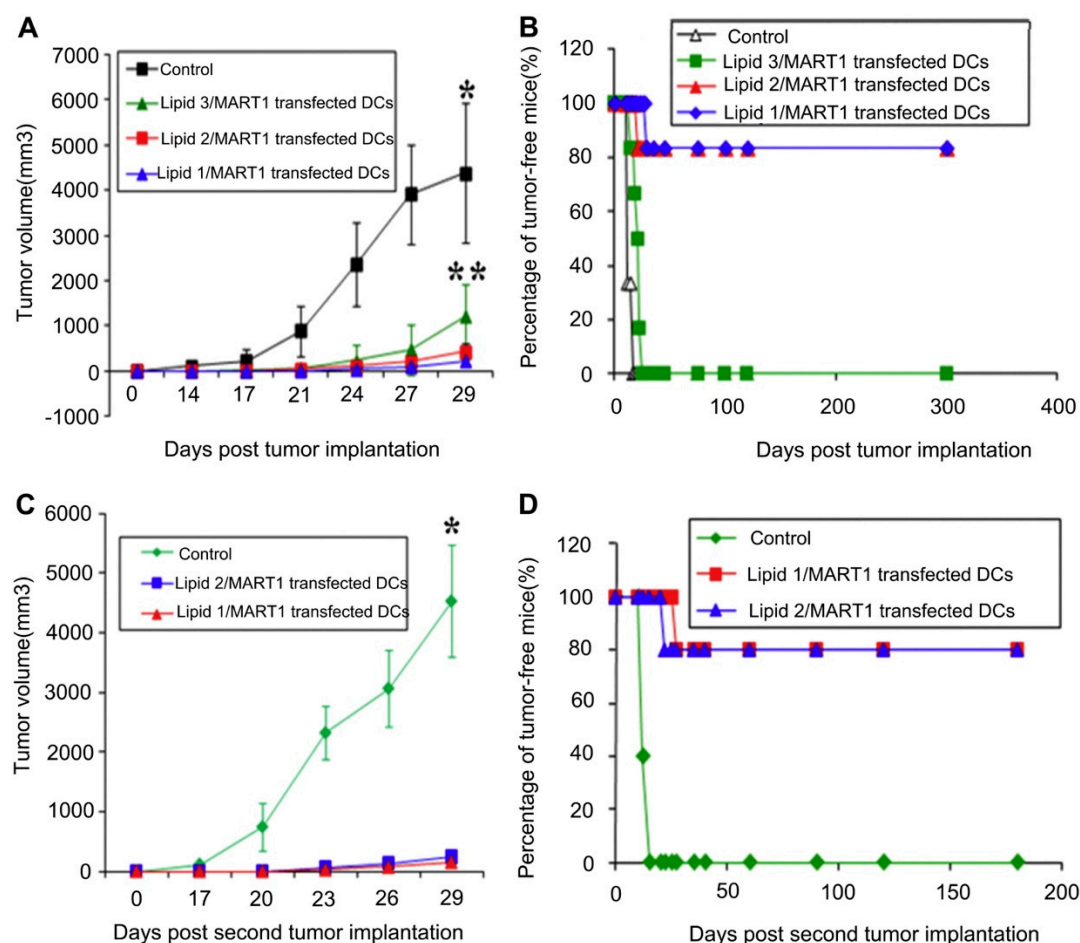 A
Tumor volume(mm3)
7000
6000
5000
4000
3000
2000
1000
0
-1000
Control
Lipid 3/MART1 transfected DCs
Lipid 2/MART1 transfected DCs
Lipid 1/MART1 transfected DCs
*
**
0 14 17 21 24 27 29
Days post tumor implantation
B
Percentage of tumor-free mice(%)
120
100
80
60
40
20
0
Control
Lipid 3/MART1 transfected DCs
Lipid 2/MART1 transfected DCs
Lipid 1/MART1 transfected DCs
0 100 200 300 400
Days post tumor implantation
C
Tumor volume(mm3)
6000
5000
4000
3000
2000
1000
0
Control
Lipid 2/MART1 transfected DCs
Lipid 1/MART1 transfected DCs
*
0 17 20 23 26 29
Days post second tumor implantation
D
Percentage of tumor-free mice(%)
120
100
80
60
40
20
0
Control
Lipid 1/MART1 transfected DCs
Lipid 2/MART1 transfected DCs
0 50 100 150 200
Days post second tumor implantation